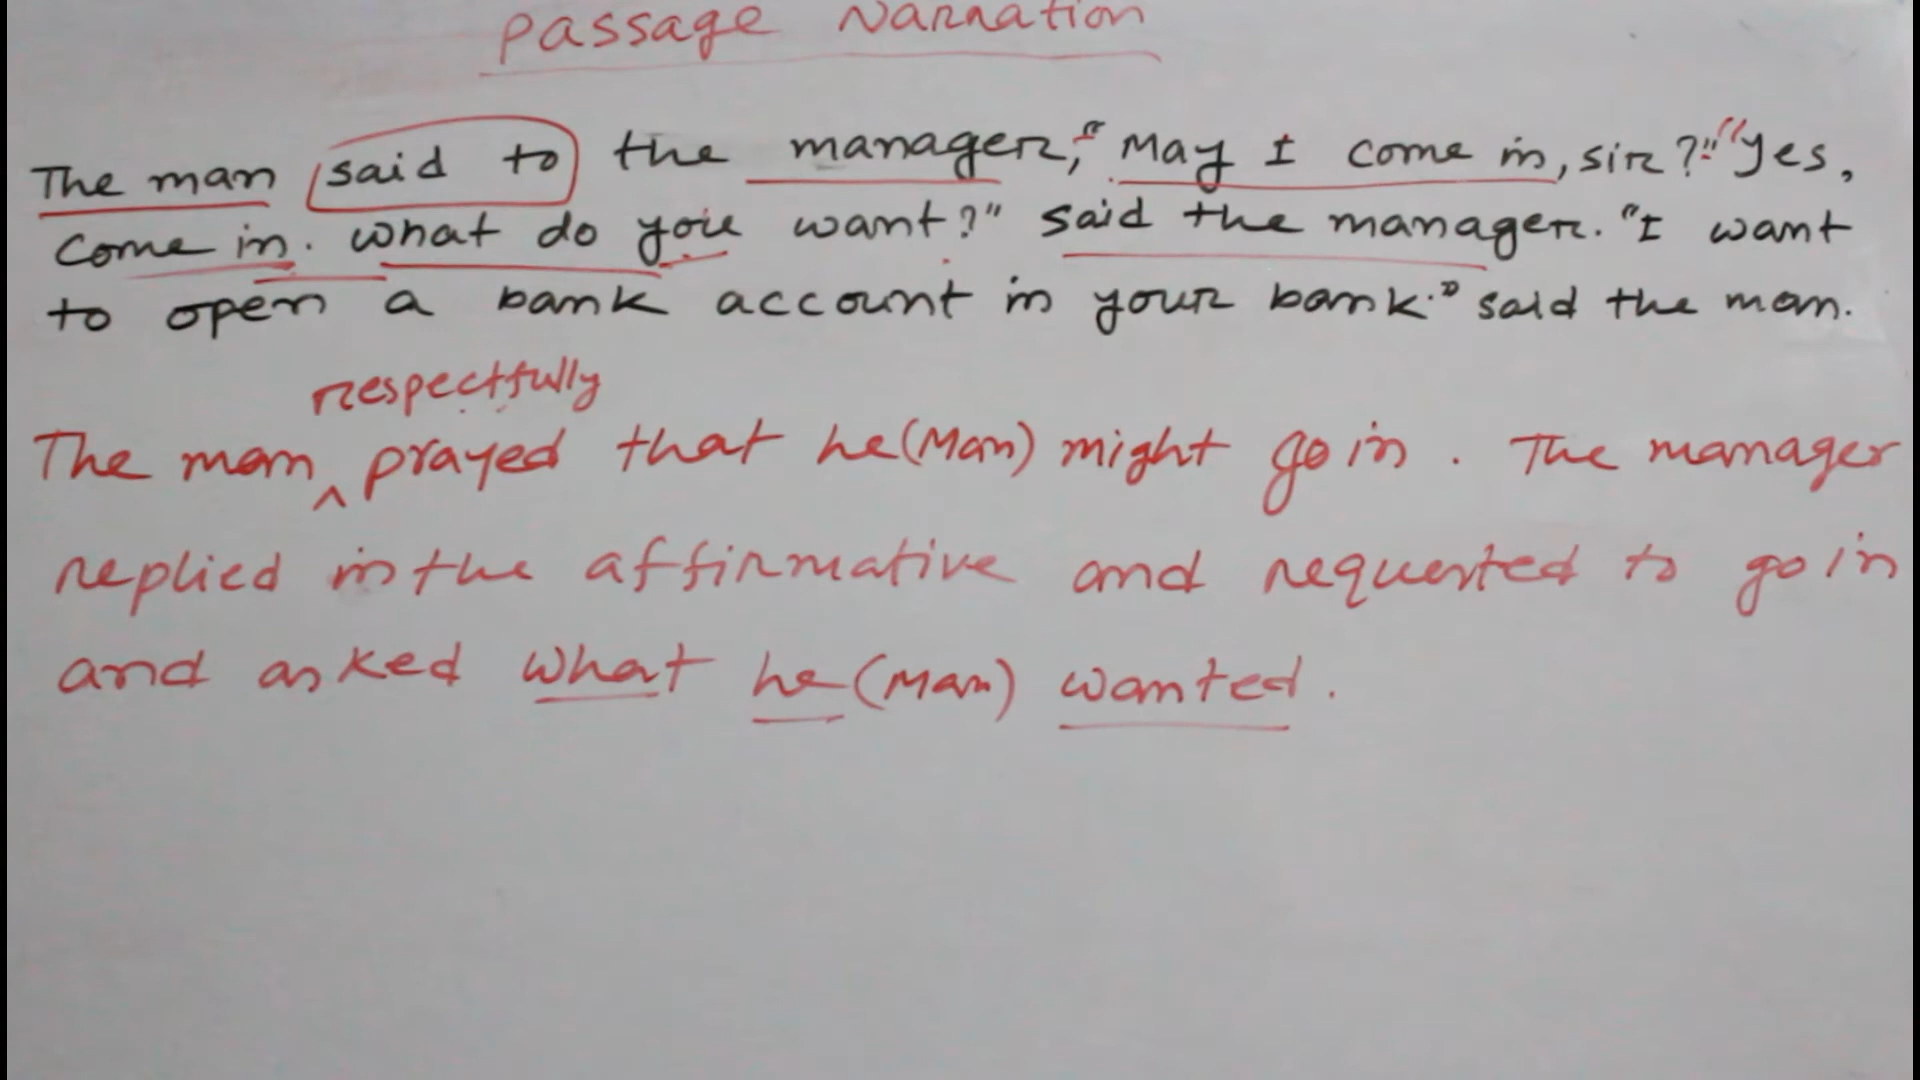 Passage Narration
The man said to the manager, "May I come in, sir?" "Yes,
come in. what do you want?" said the manager. "I want
to open a bank account in your bank." said the man.
respectfully
The man ^ prayed that he (Man) might go in. The manager
replied in the affirmative and requested to go in
and asked what he (Man) wanted.